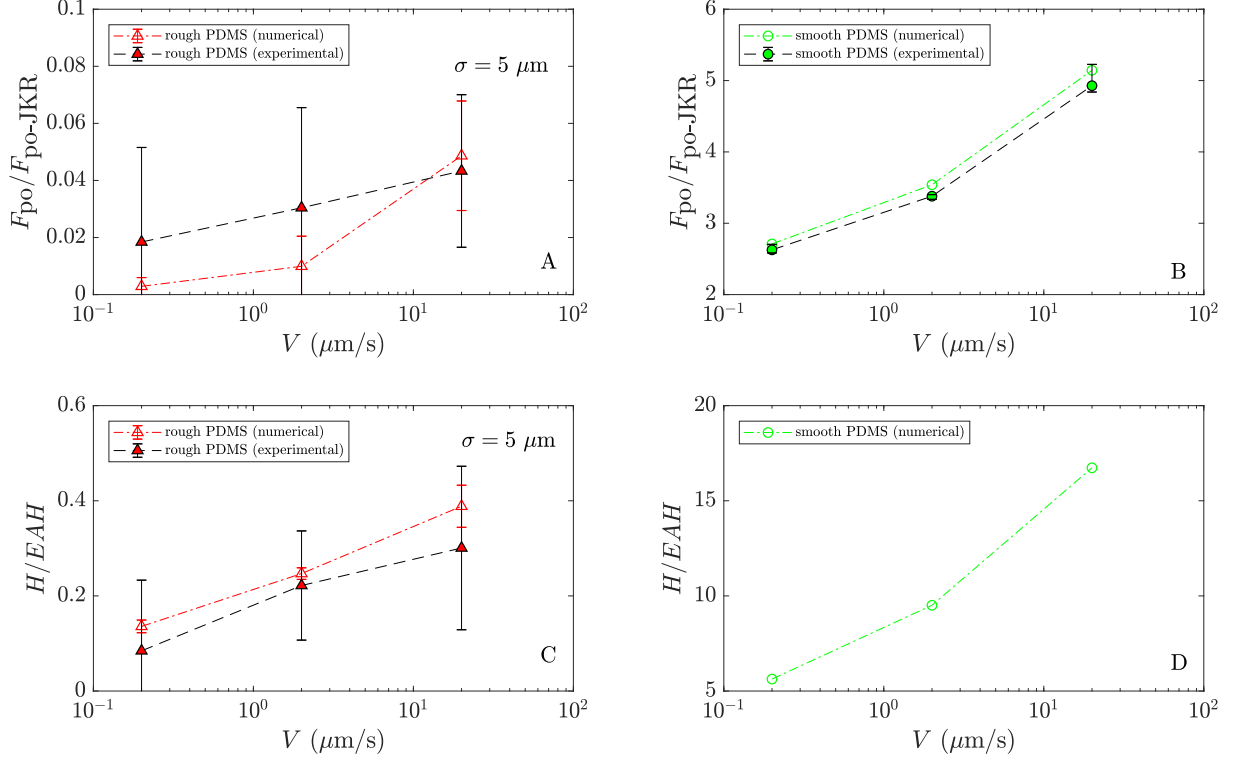 0.1
0.08
0.06
0.04
0.02
0
F_po/F_po-JKR
rough PDMS (numerical)
rough PDMS (experimental)
σ = 5 μm
A
10^-1
10^0
10^1
10^2
V (μm/s)
6
5
4
3
2
F_po/F_po-JKR
smooth PDMS (numerical)
smooth PDMS (experimental)
B
10^-1
10^0
10^1
10^2
V (μm/s)
0.6
0.4
0.2
0
H/EAH
rough PDMS (numerical)
rough PDMS (experimental)
σ = 5 μm
C
10^-1
10^0
10^1
10^2
V (μm/s)
20
15
10
5
H/EAH
smooth PDMS (numerical)
D
10^-1
10^0
10^1
10^2
V (μm/s)